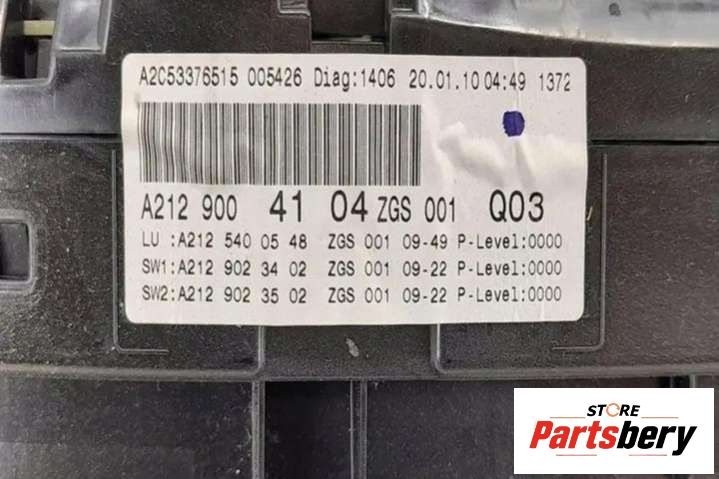 A2C53376515 005426 Diag:1406 20.01.10 04:49 1372
A212 900 41 04 ZGS 001 Q03
LU :A212 540 05 48 ZGS 001 09-49 P-Level:0000
SW1:A212 902 34 02 ZGS 001 09-22 P-Level:0000
SW2:A212 902 35 02 ZGS 001 09-22 P-Level:0000
STORE
Partsbery